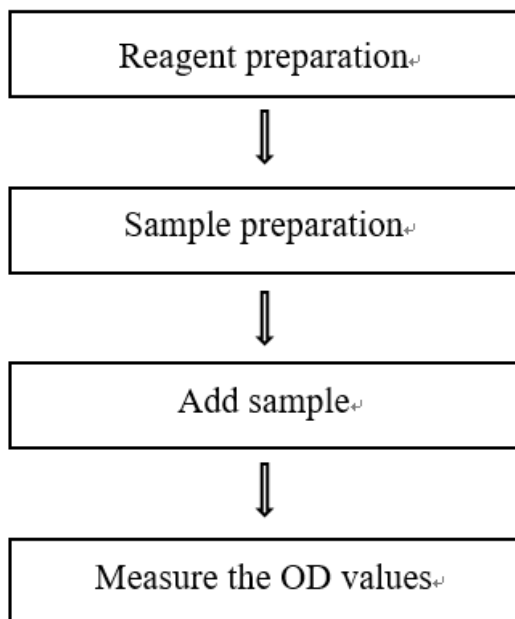 Reagent preparation
Sample preparation
Add sample
Measure the OD values